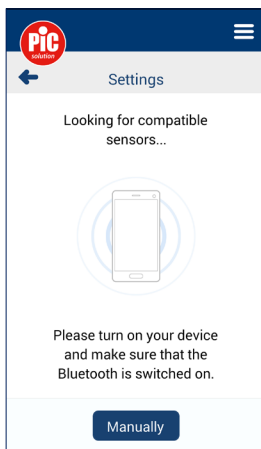 PiC
solution
Settings
Looking for compatible
sensors...
Please turn on your device
and make sure that the
Bluetooth is switched on.
Manually